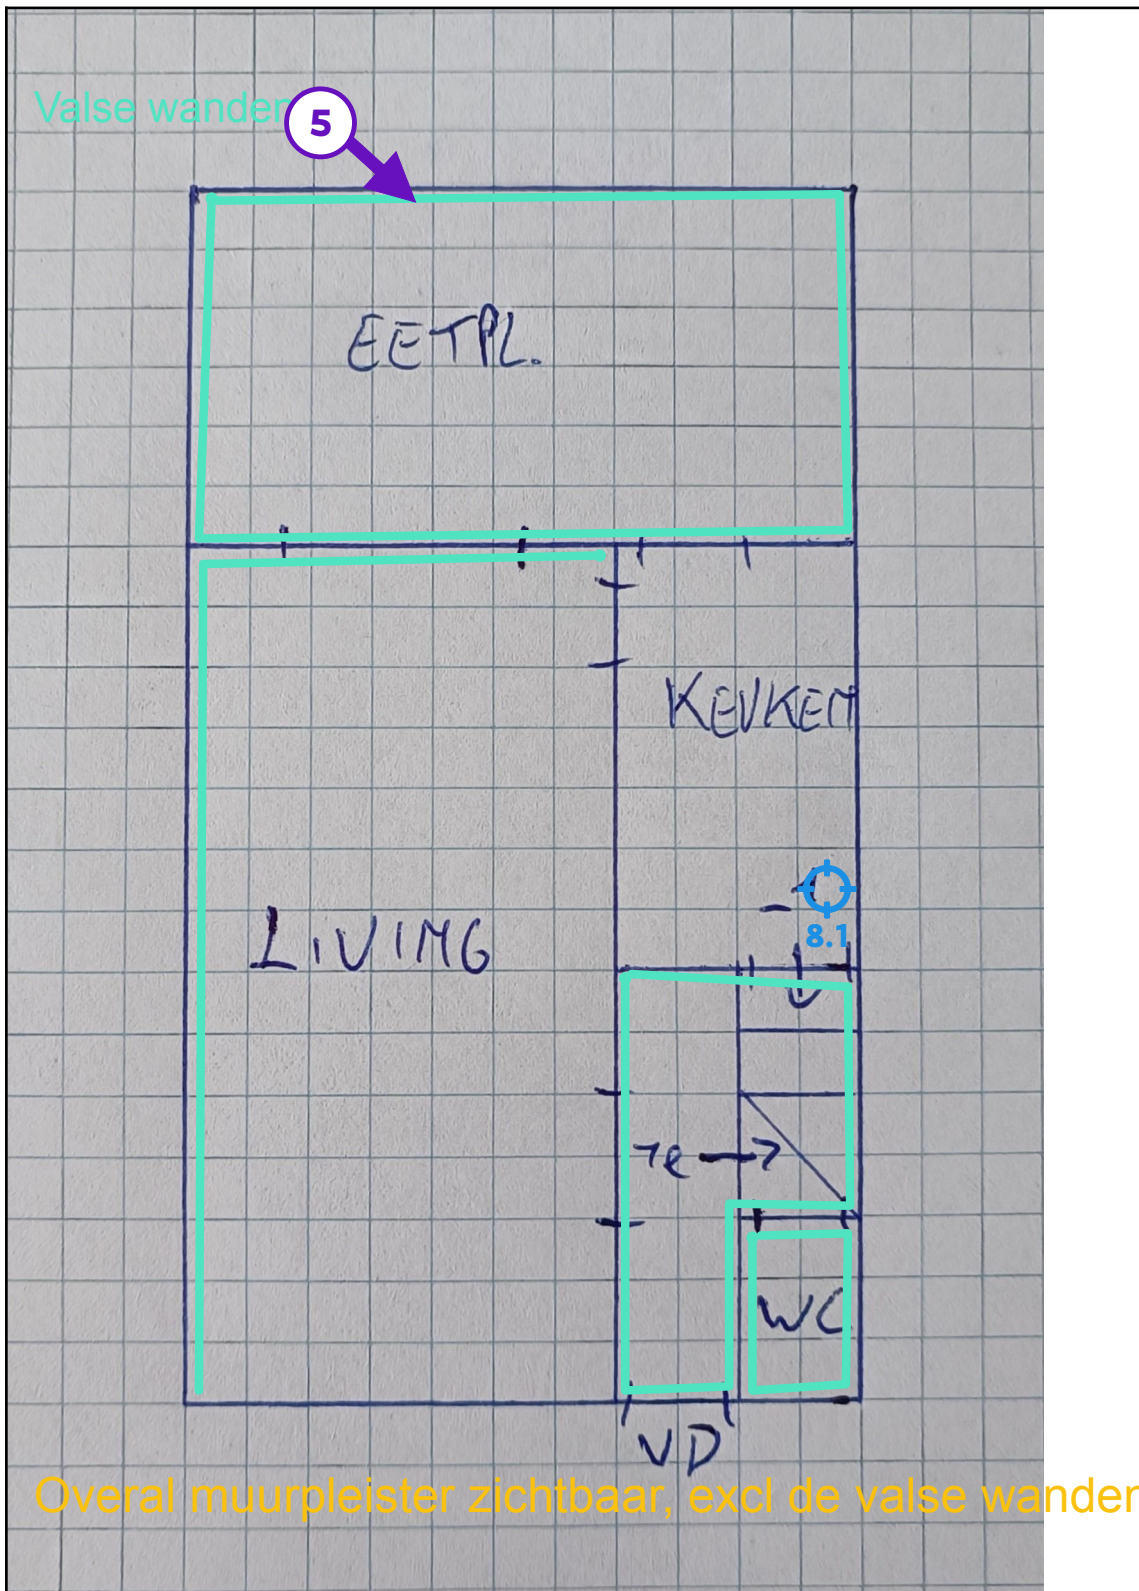 Valse wanden
5
EETPL.
KEUKEN
LIVING
8.1
1e
WC
VD
Overal muurpleister zichtbaar, excl de valse wanden